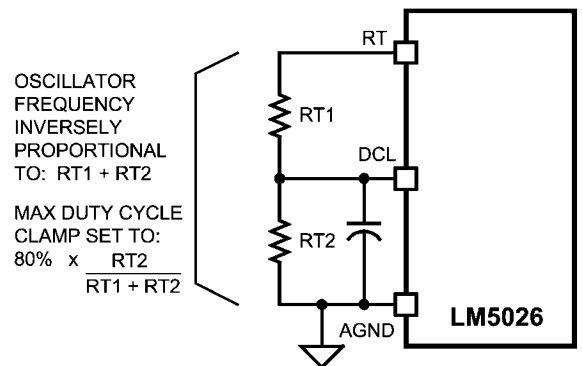 RT
OSCILLATOR
FREQUENCY
INVERSELY
PROPORTIONAL
TO: RT1 + RT2
RT1
DCL
MAX DUTY CYCLE
CLAMP SET TO:
80% x RT2
RT1 + RT2
RT2
AGND
LM5026